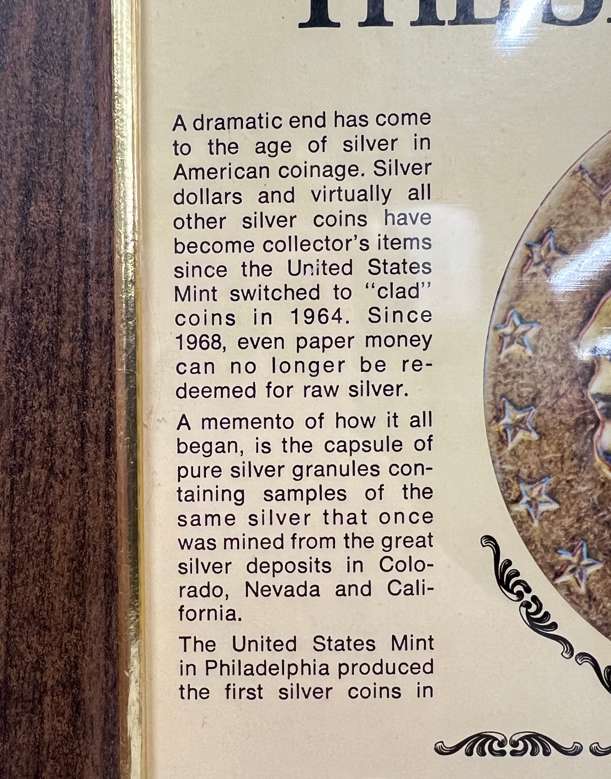 THE S
A dramatic end has come
to the age of silver in
American coinage. Silver
dollars and virtually all
other silver coins have
become collector's items
since the United States
Mint switched to “clad”
coins in 1964. Since
1968, even paper money
can no longer be re-
deemed for raw silver.
A memento of how it all
began, is the capsule of
pure silver granules con-
taining samples of the
same silver that once
was mined from the great
silver deposits in Colo-
rado, Nevada and Cali-
fornia.
The United States Mint
in Philadelphia produced
the first silver coins in